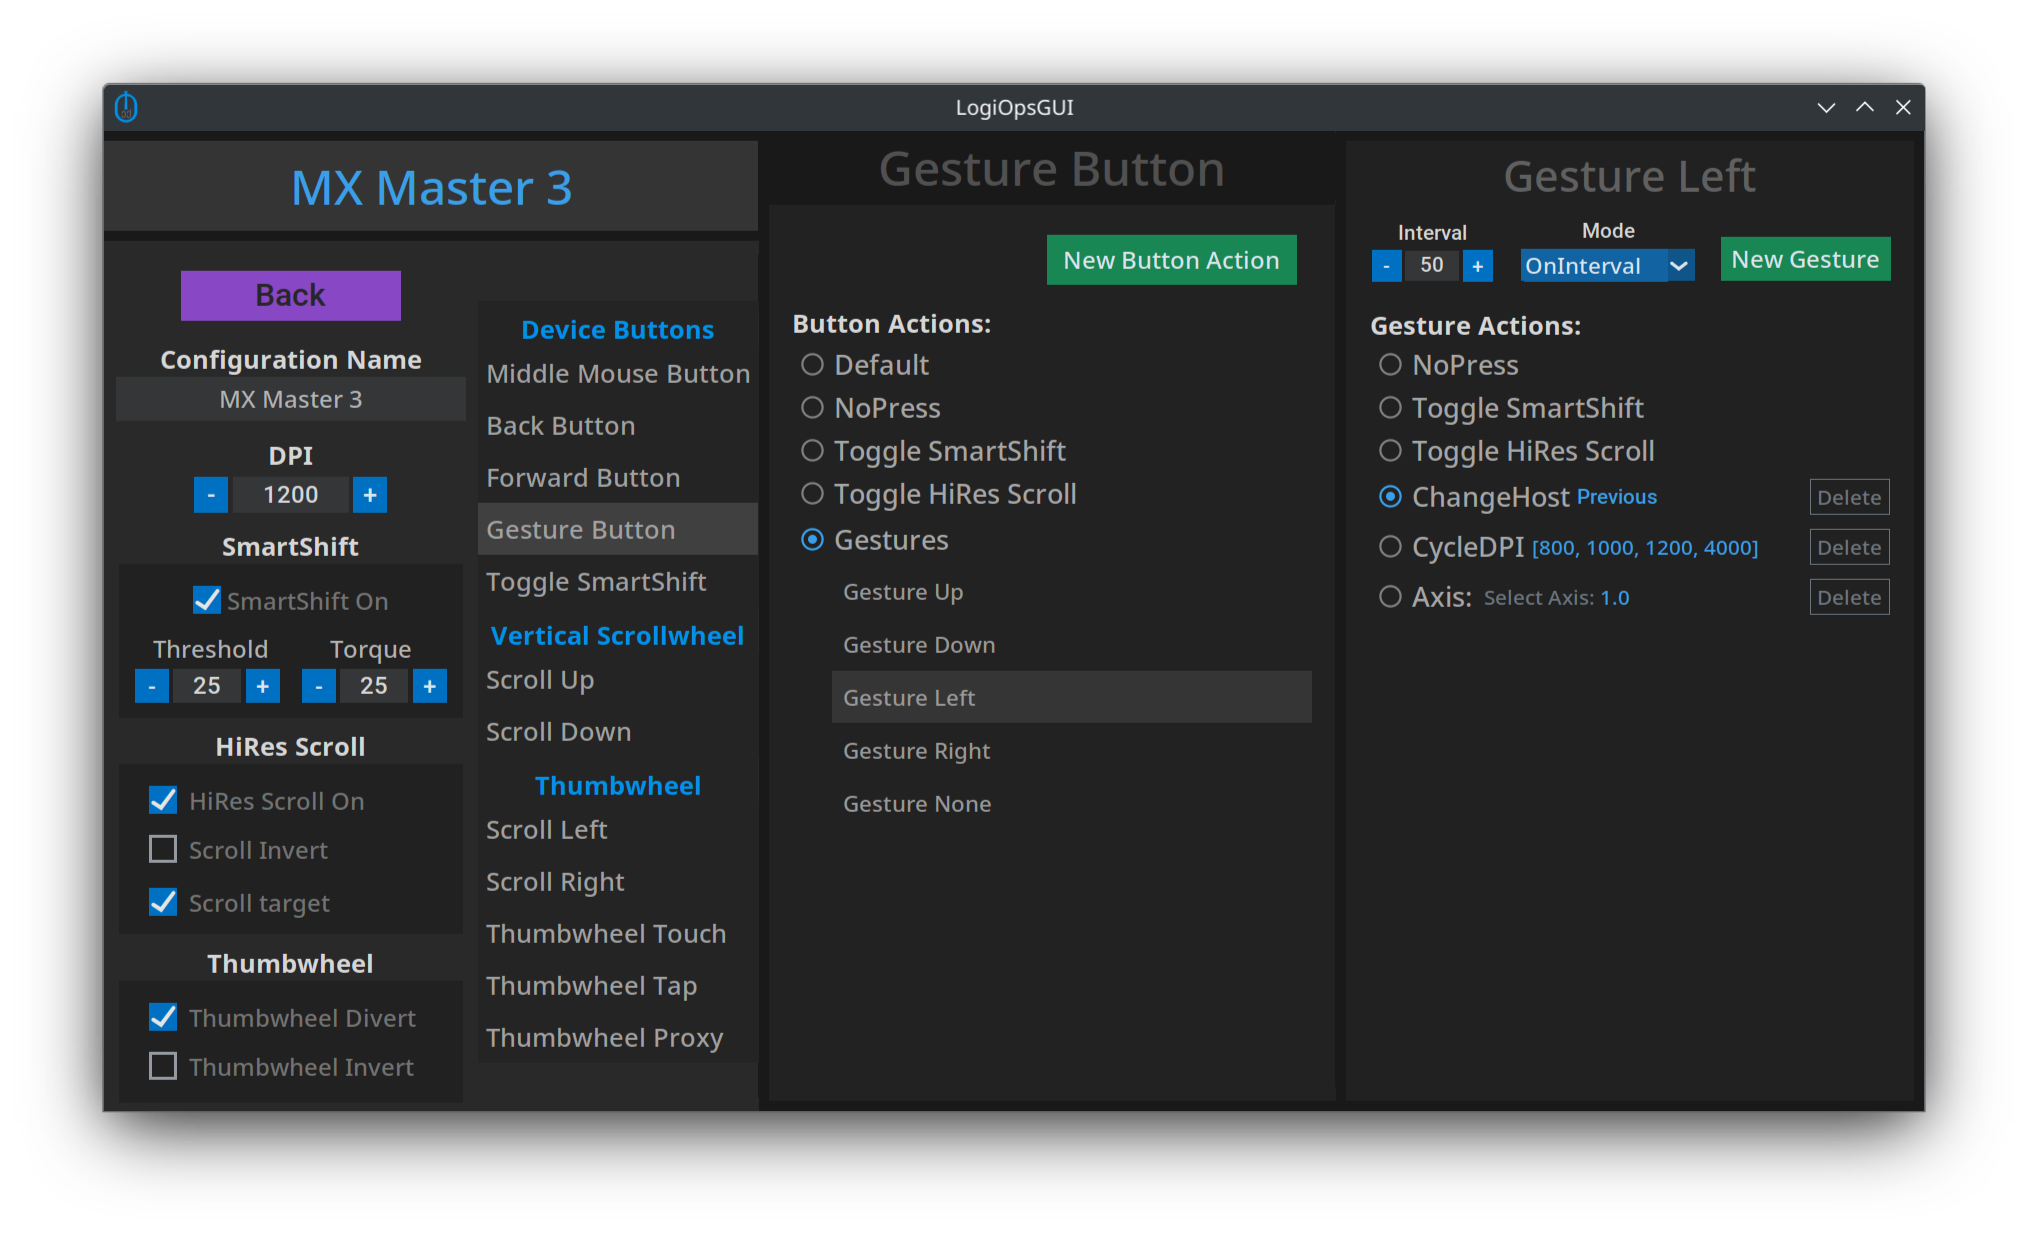 LogiOpsGUI
MX Master 3
Back
Configuration Name
MX Master 3
DPI
- 1200 +
SmartShift
SmartShift On
Threshold Torque
- 25 + - 25 +
HiRes Scroll
HiRes Scroll On
Scroll Invert
Scroll target
Thumbwheel
Thumbwheel Divert
Thumbwheel Invert
Device Buttons
Middle Mouse Button
Back Button
Forward Button
Gesture Button
Toggle SmartShift
Vertical Scrollwheel
Scroll Up
Scroll Down
Thumbwheel
Scroll Left
Scroll Right
Thumbwheel Touch
Thumbwheel Tap
Thumbwheel Proxy
Gesture Button
New Button Action
Button Actions:
Default
NoPress
Toggle SmartShift
Toggle HiRes Scroll
Gestures
Gesture Up
Gesture Down
Gesture Left
Gesture Right
Gesture None
Gesture Left
Interval Mode
- 50 + OnInterval New Gesture
Gesture Actions:
NoPress
Toggle SmartShift
Toggle HiRes Scroll
ChangeHost Previous Delete
CycleDPI [800, 1000, 1200, 4000] Delete
Axis: Select Axis: 1.0 Delete